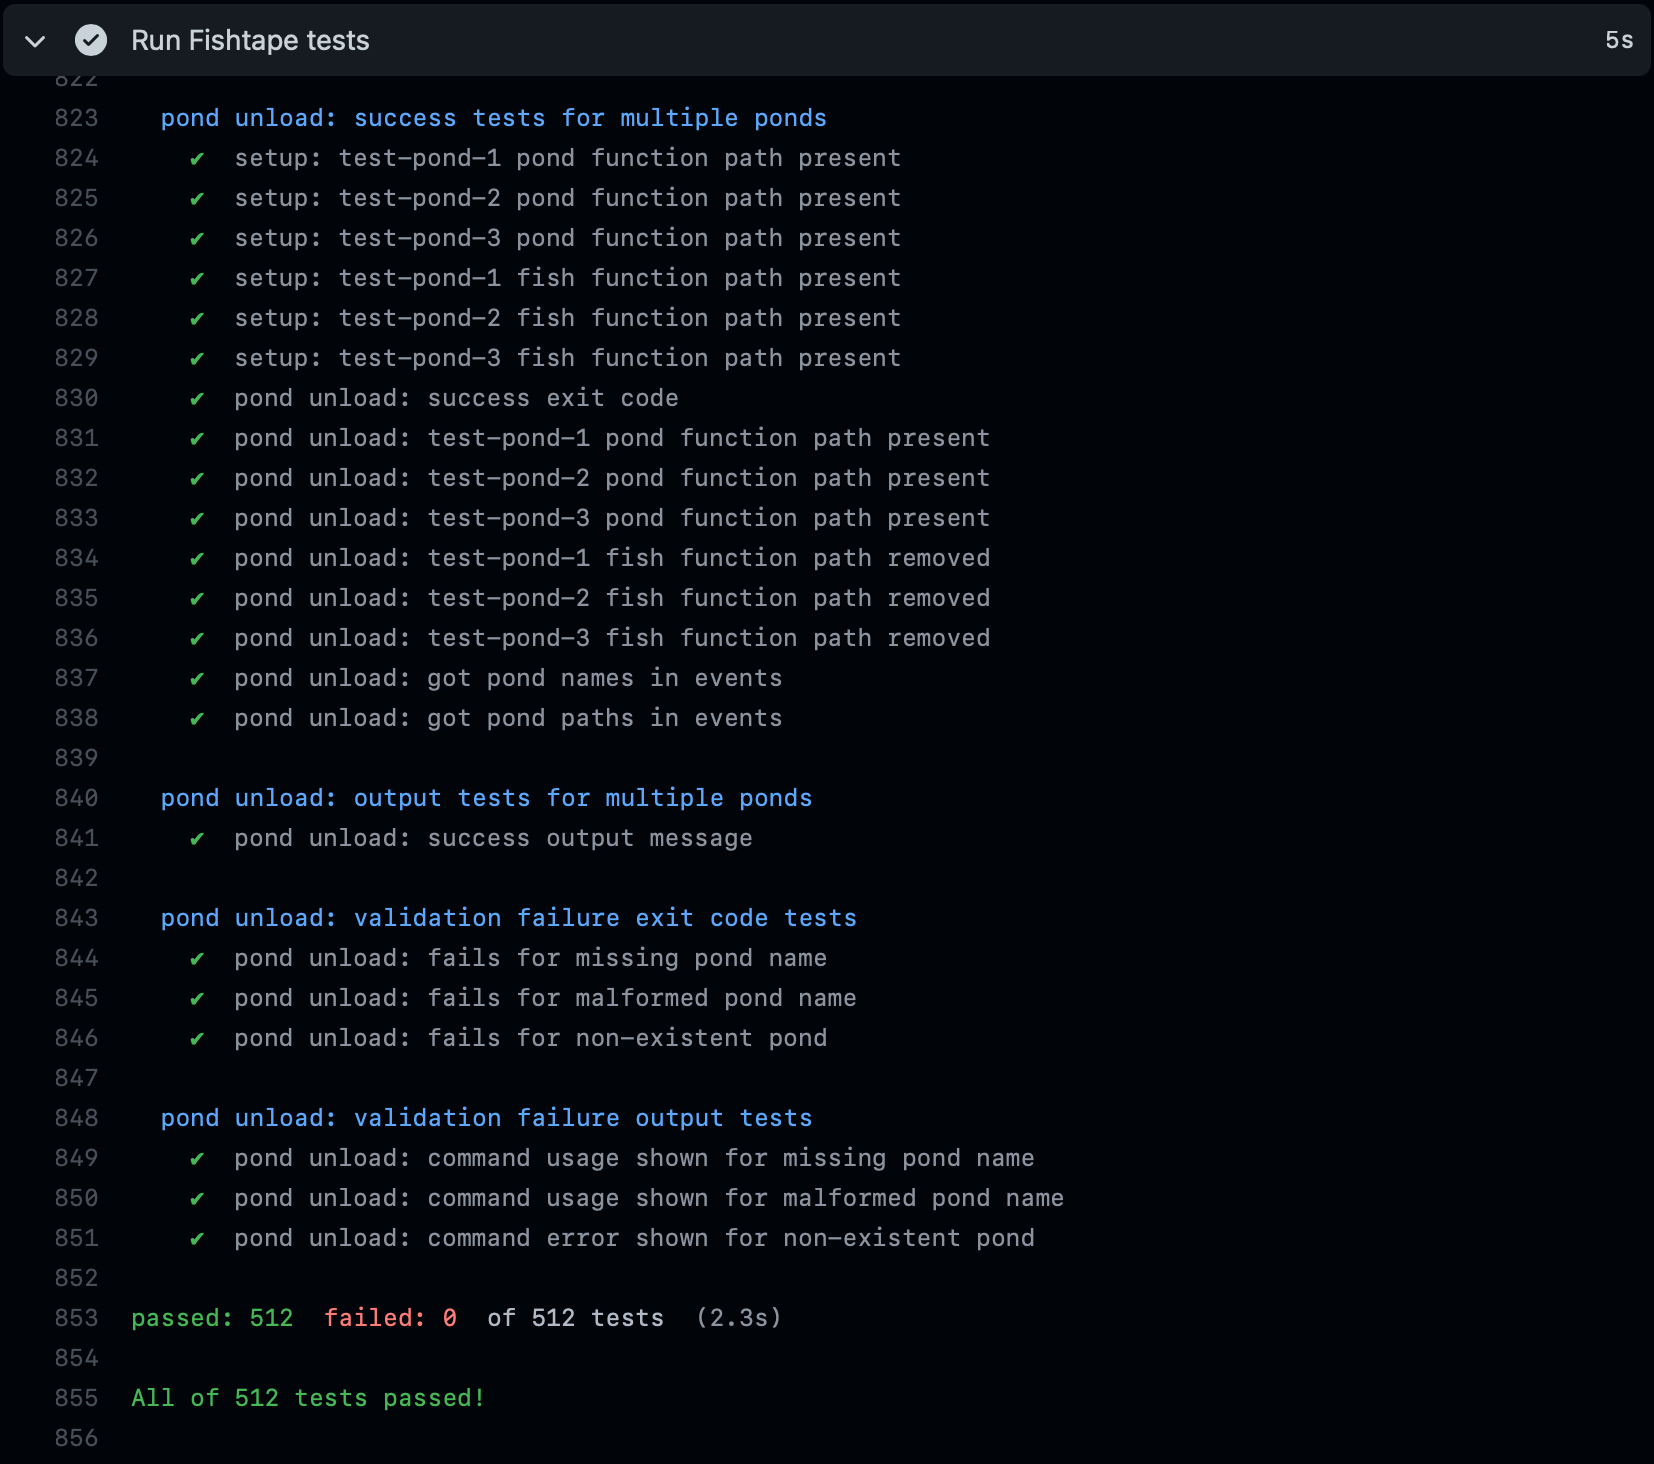 Run Fishtape tests 5s
822
823 pond unload: success tests for multiple ponds
824 ✔ setup: test-pond-1 pond function path present
825 ✔ setup: test-pond-2 pond function path present
826 ✔ setup: test-pond-3 pond function path present
827 ✔ setup: test-pond-1 fish function path present
828 ✔ setup: test-pond-2 fish function path present
829 ✔ setup: test-pond-3 fish function path present
830 ✔ pond unload: success exit code
831 ✔ pond unload: test-pond-1 pond function path present
832 ✔ pond unload: test-pond-2 pond function path present
833 ✔ pond unload: test-pond-3 pond function path present
834 ✔ pond unload: test-pond-1 fish function path removed
835 ✔ pond unload: test-pond-2 fish function path removed
836 ✔ pond unload: test-pond-3 fish function path removed
837 ✔ pond unload: got pond names in events
838 ✔ pond unload: got pond paths in events
839
840 pond unload: output tests for multiple ponds
841 ✔ pond unload: success output message
842
843 pond unload: validation failure exit code tests
844 ✔ pond unload: fails for missing pond name
845 ✔ pond unload: fails for malformed pond name
846 ✔ pond unload: fails for non-existent pond
847
848 pond unload: validation failure output tests
849 ✔ pond unload: command usage shown for missing pond name
850 ✔ pond unload: command usage shown for malformed pond name
851 ✔ pond unload: command error shown for non-existent pond
852
853 passed: 512 failed: 0 of 512 tests (2.3s)
854
855 All of 512 tests passed!
856